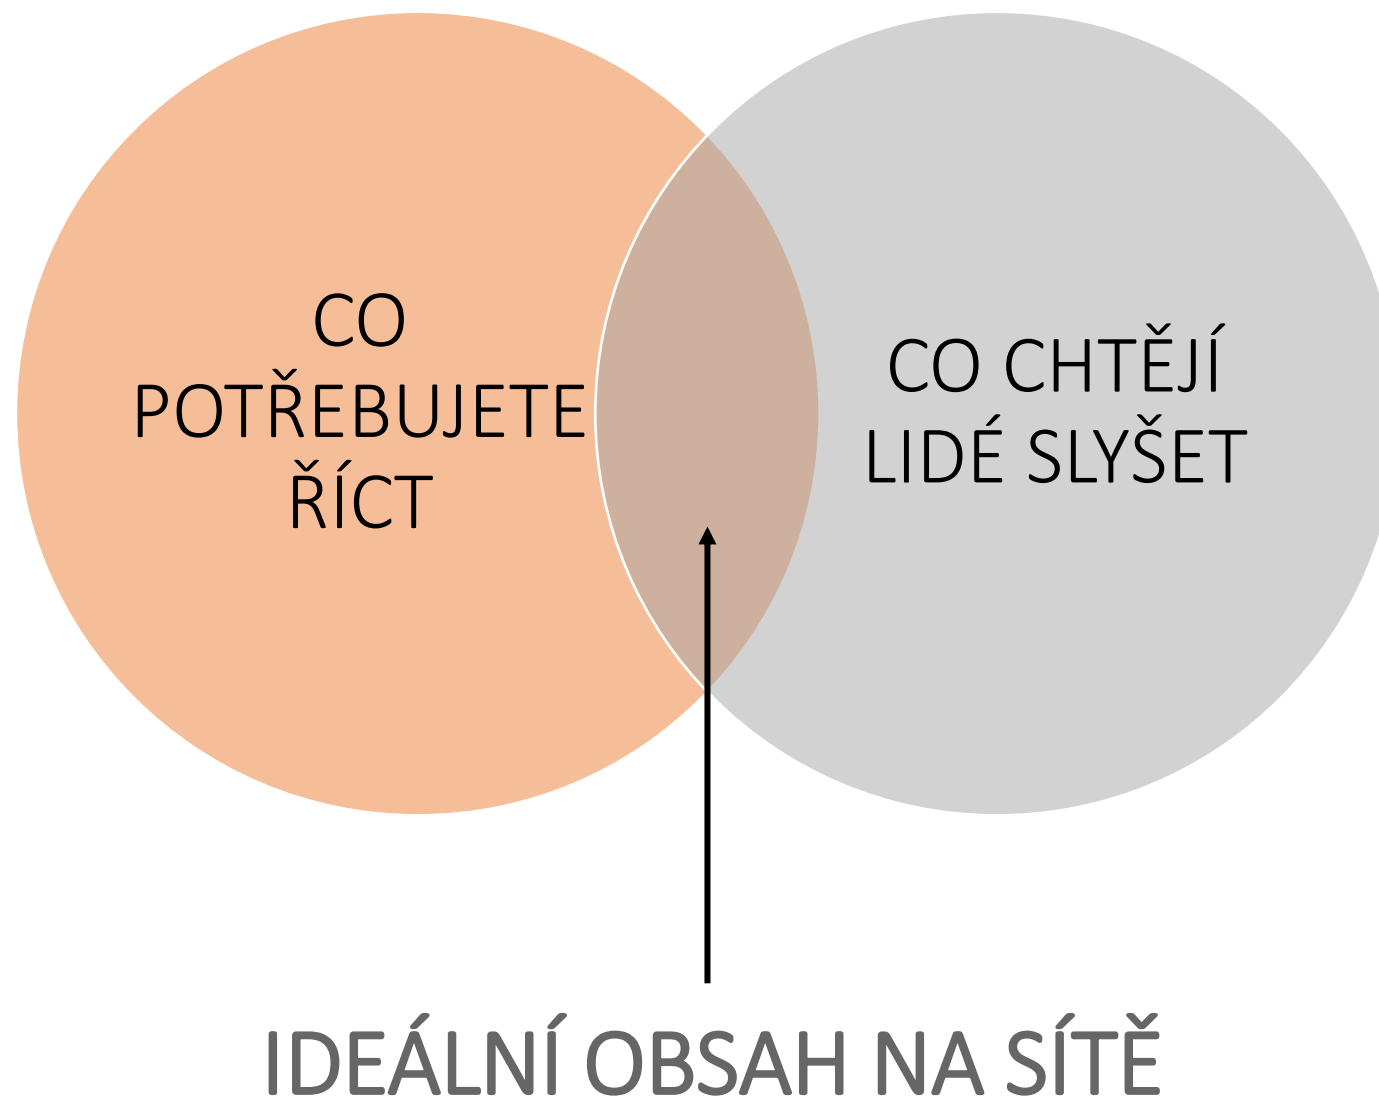 CO
POTŘEBUJETE
ŘÍCT
CO CHTĚJÍ
LIDÉ SLYŠET
IDEÁLNÍ OBSAH NA SÍTĚ